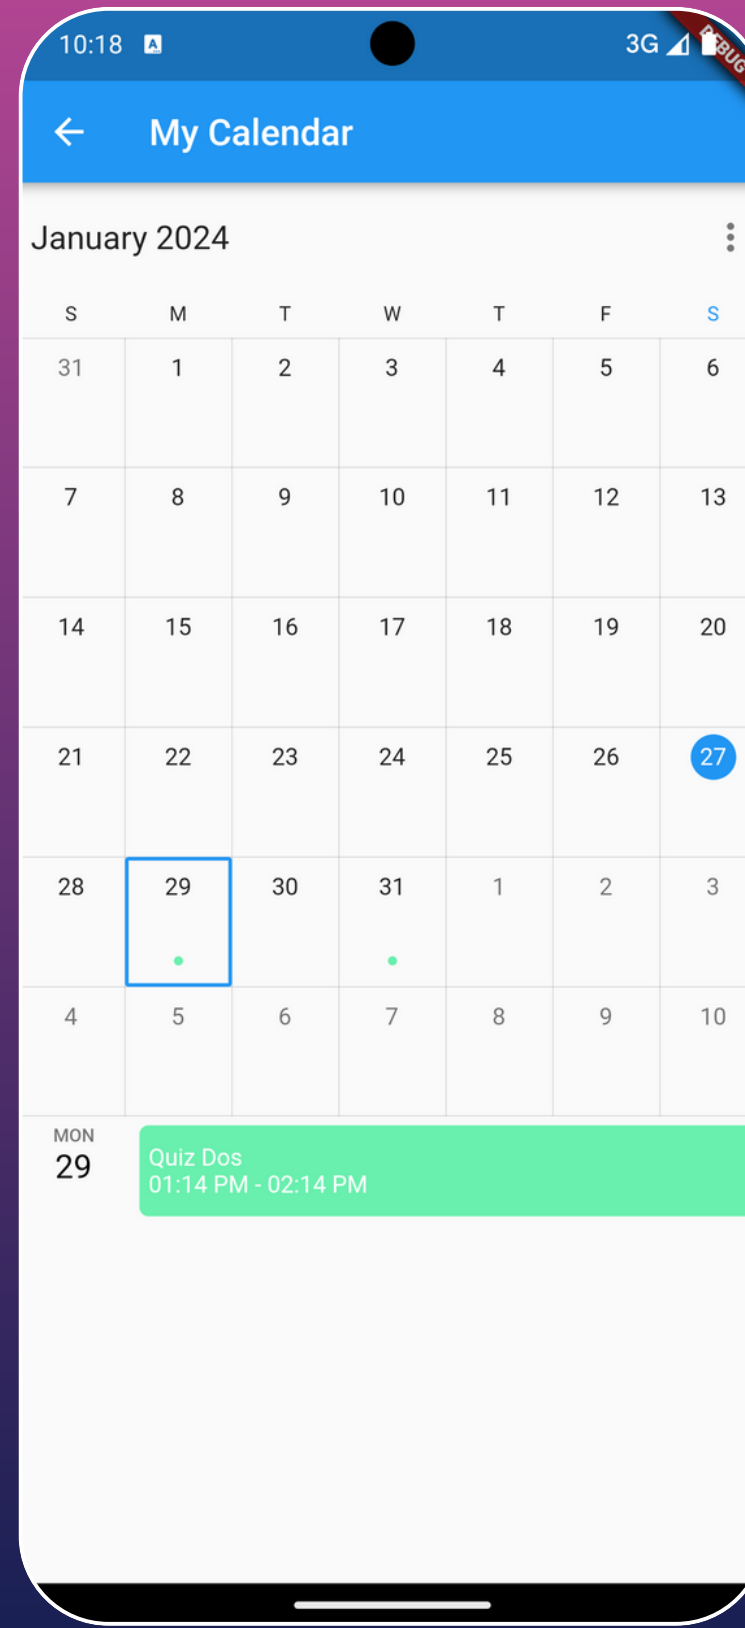 10:18 A 3G DEBUG
My Calendar
January 2024
S M T W T F S
31 1 2 3 4 5 6
7 8 9 10 11 12 13
14 15 16 17 18 19 20
21 22 23 24 25 26 27
28 29 30 31 1 2 3
4 5 6 7 8 9 10
MON
29
Quiz Dos
01:14 PM - 02:14 PM